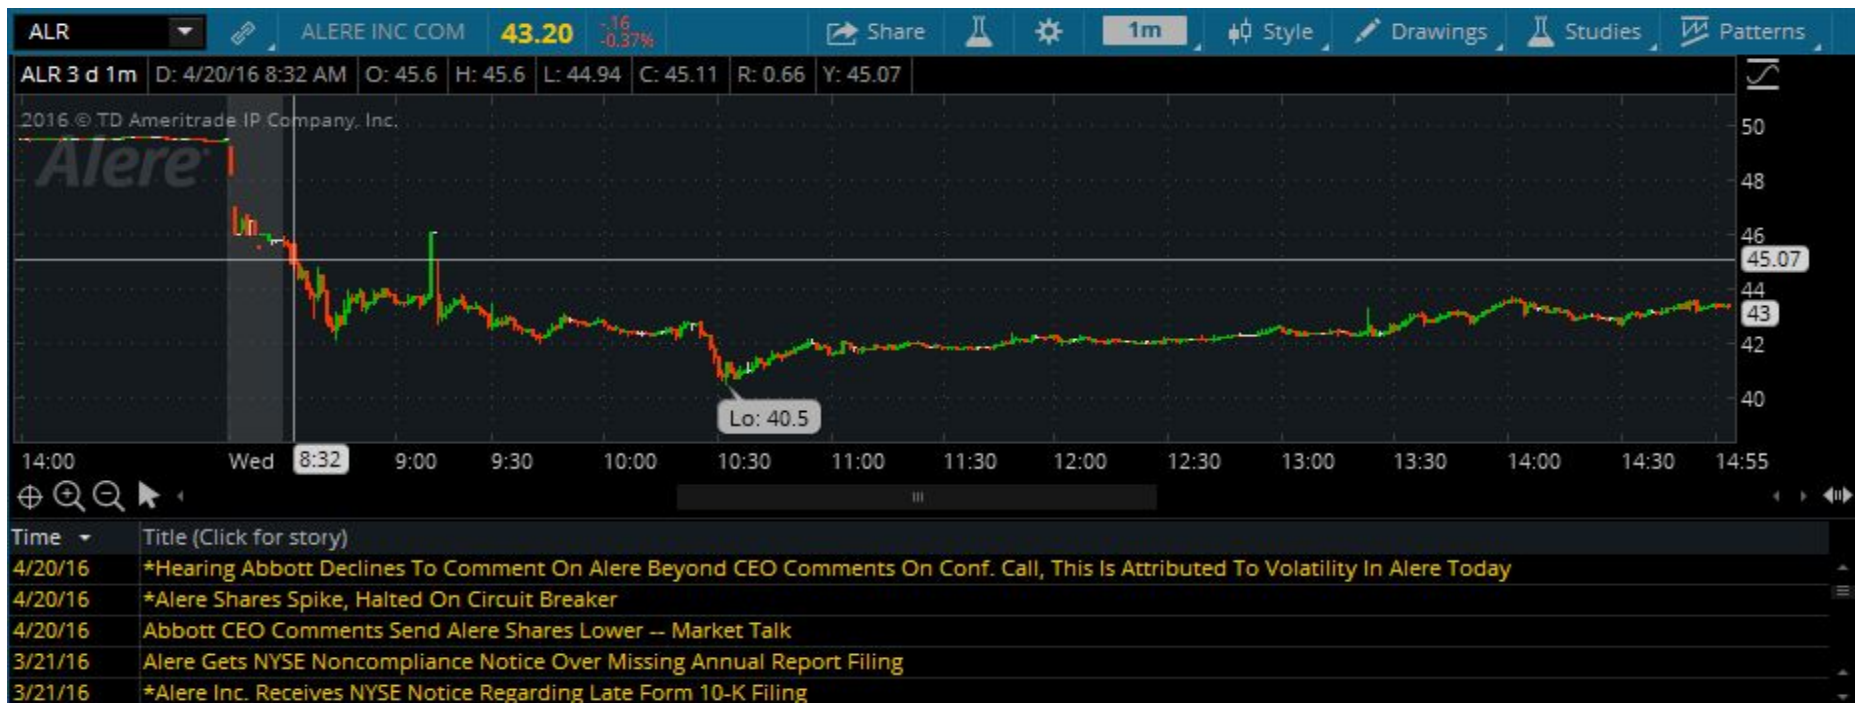 ALR ALERE INC COM 43.20 -.16 -0.37% Share 1m Style Drawings Studies Patterns
ALR 3 d 1m D: 4/20/16 8:32 AM O: 45.6 H: 45.6 L: 44.94 C: 45.11 R: 0.66 Y: 45.07
2016 © TD Ameritrade IP Company, Inc.
Alere
50
48
46
45.07
44
43
42
40
Lo: 40.5
14:00 Wed 8:32 9:00 9:30 10:00 10:30 11:00 11:30 12:00 12:30 13:00 13:30 14:00 14:30 14:55
Time Title (Click for story)
4/20/16 *Hearing Abbott Declines To Comment On Alere Beyond CEO Comments On Conf. Call, This Is Attributed To Volatility In Alere Today
4/20/16 *Alere Shares Spike, Halted On Circuit Breaker
4/20/16 Abbott CEO Comments Send Alere Shares Lower -- Market Talk
3/21/16 Alere Gets NYSE Noncompliance Notice Over Missing Annual Report Filing
3/21/16 *Alere Inc. Receives NYSE Notice Regarding Late Form 10-K Filing